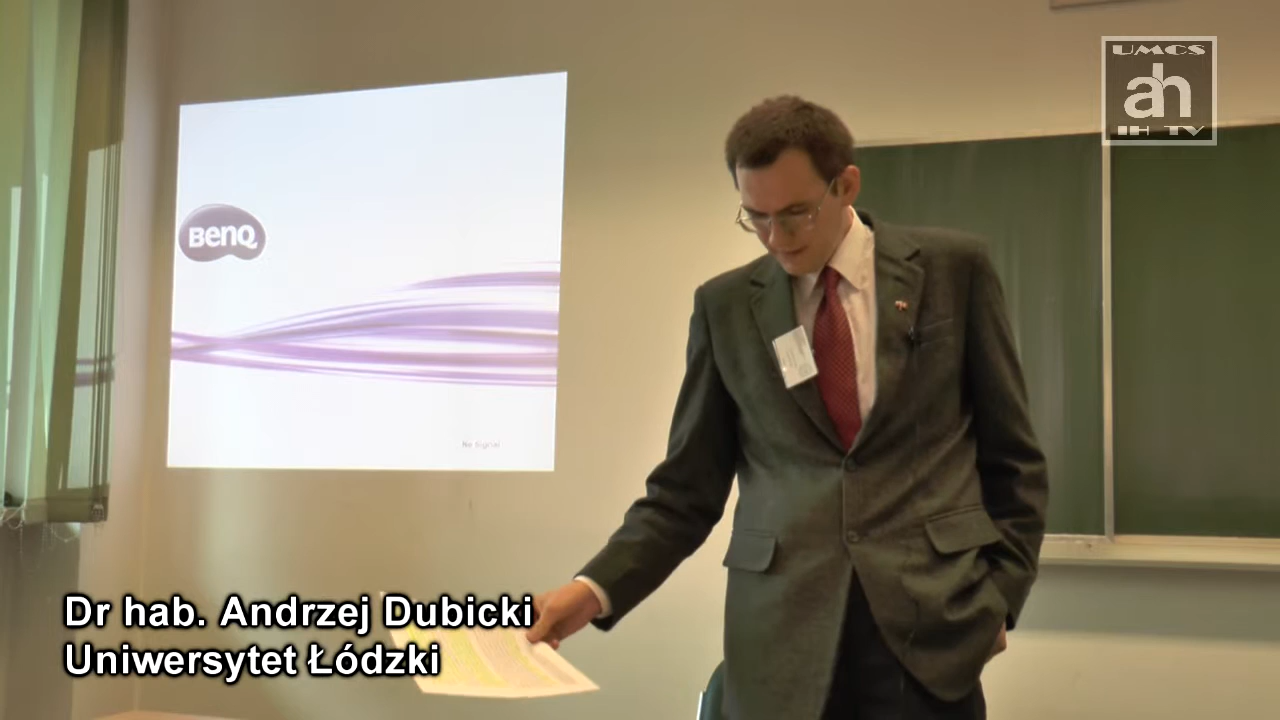 UMCS
ah
IH TV
BenQ
No Signal
Dr hab. Andrzej Dubicki
Uniwersytet Łódzki